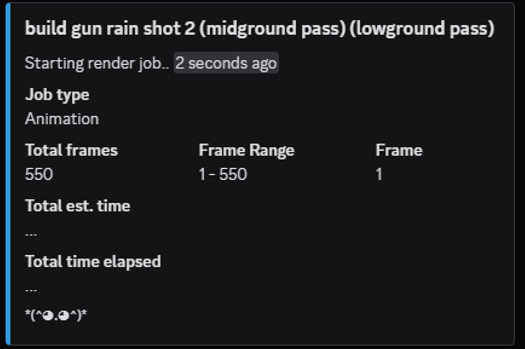 build gun rain shot 2 (midground pass) (lowground pass)
Starting render job.. 2 seconds ago
Job type
Animation
Total frames Frame Range Frame
550 1 - 550 1
Total est. time
...
Total time elapsed
...
*(^◕.◕^)*